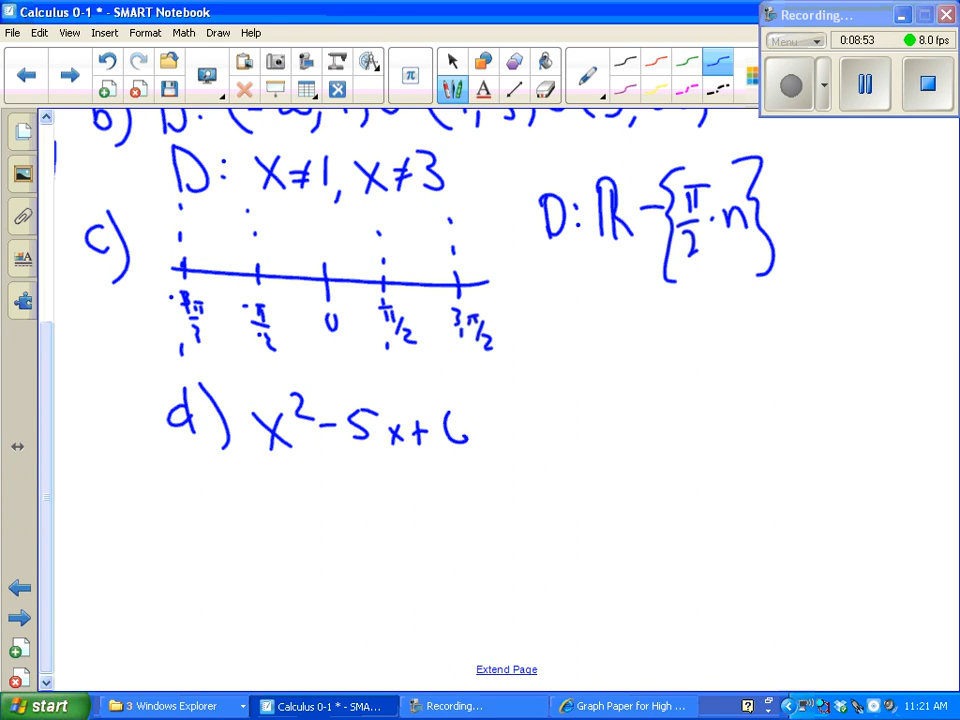 Calculus 0-1 * - SMART Notebook
Recording...
File Edit View Insert Format Math Draw Help
Menu
0:08:53
8.0 fps
π
A
b) D:
D: x≠1, x≠3
D: ℝ - {π/2 · n}
c)
-π/2 0 π/2 3π/2
d) x² - 5x + 6
Extend Page
start
3 Windows Explorer
Calculus 0-1 * - SMA...
Recording...
Graph Paper for High ...
11:21 AM